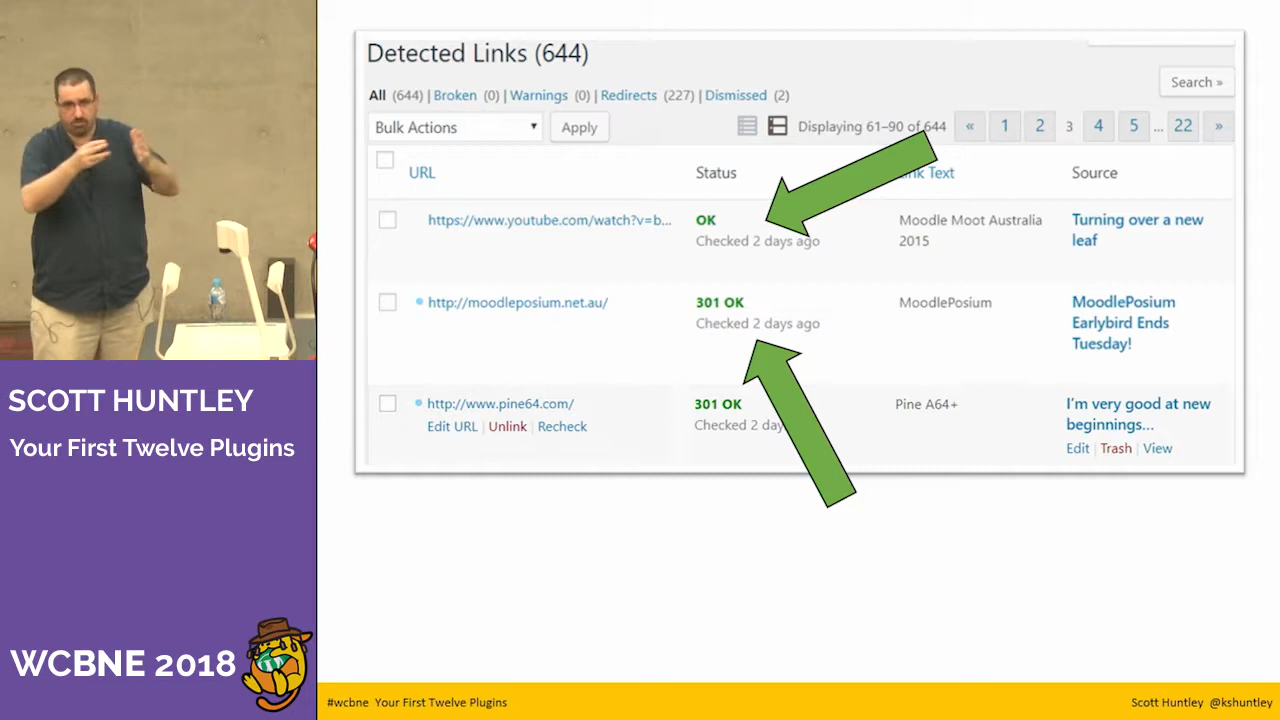 SCOTT HUNTLEY
Your First Twelve Plugins
WCBNE 2018
Detected Links (644)
Search »
All (644) | Broken (0) | Warnings (0) | Redirects (227) | Dismissed (2)
Bulk Actions Apply Displaying 61–90 of 644 « 1 2 3 4 5 ... 22 »
URL Status Text Source
https://www.youtube.com/watch?v=b... OK Moodle Moot Australia Turning over a new
Checked 2 days ago 2015 leaf
http://moodleposium.net.au/ 301 OK MoodlePosium MoodlePosium
Checked 2 days ago Earlybird Ends
Tuesday!
http://www.pine64.com/ 301 OK Pine A64+ I'm very good at new
Edit URL | Unlink | Recheck Checked 2 beginnings...
Edit | Trash | View
#wcbne Your First Twelve Plugins Scott Huntley @kshuntley